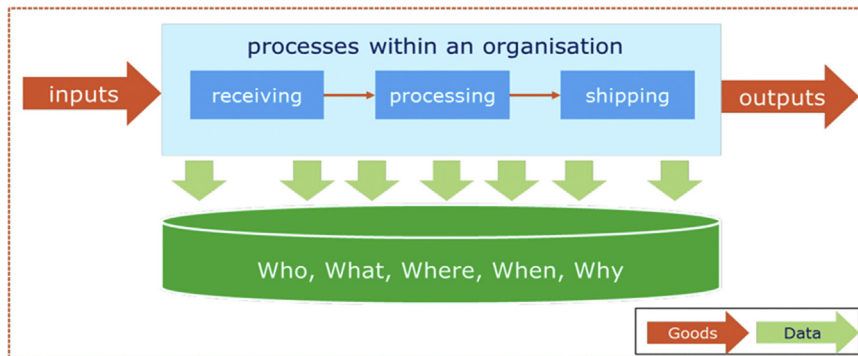 processes within an organisation
inputs
receiving
processing
shipping
outputs
Who, What, Where, When, Why
Goods
Data